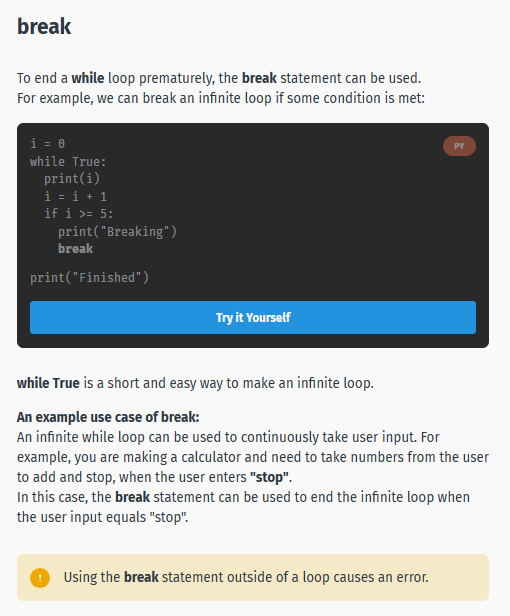 break
To end a while loop prematurely, the break statement can be used.
For example, we can break an infinite loop if some condition is met:
PY
i = 0
while True:
  print(i)
  i = i + 1
  if i >= 5:
    print("Breaking")
    break
print("Finished")
Try it Yourself
while True is a short and easy way to make an infinite loop.
An example use case of break:
An infinite while loop can be used to continuously take user input. For
example, you are making a calculator and need to take numbers from the user
to add and stop, when the user enters "stop".
In this case, the break statement can be used to end the infinite loop when
the user input equals "stop".
! Using the break statement outside of a loop causes an error.